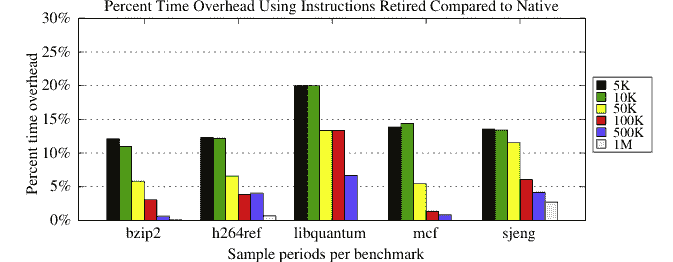 Percent Time Overhead Using Instructions Retired Compared to Native
30%
25%
20%
15%
10%
5%
0%
Percent time overhead
5K
10K
50K
100K
500K
1M
bzip2 h264ref libquantum mcf sjeng
Sample periods per benchmark